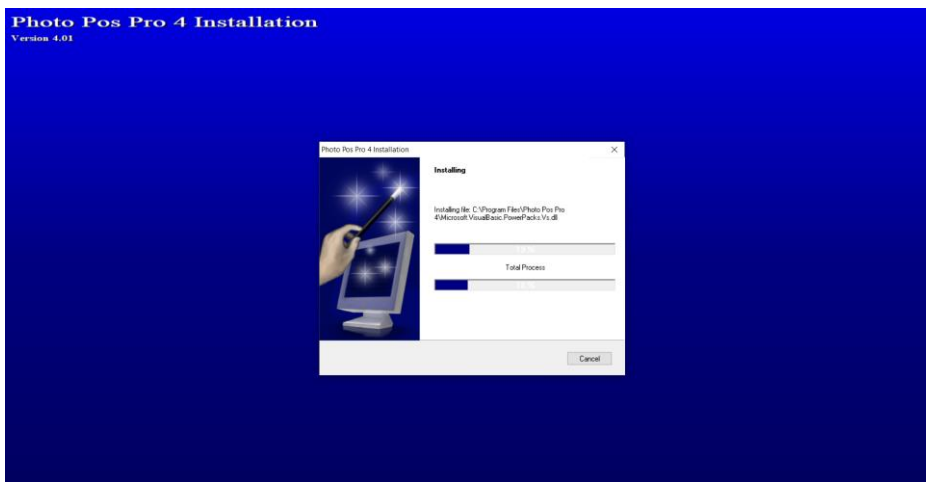 Photo Pos Pro 4 Installation
Version 4.01
Photo Pos Pro 4 Installation
Installing
Installing file: C:\Program Files\Photo Pos Pro
4\Microsoft.VisualBasic.PowerPacks.Vs.dll
Total Process
Cancel